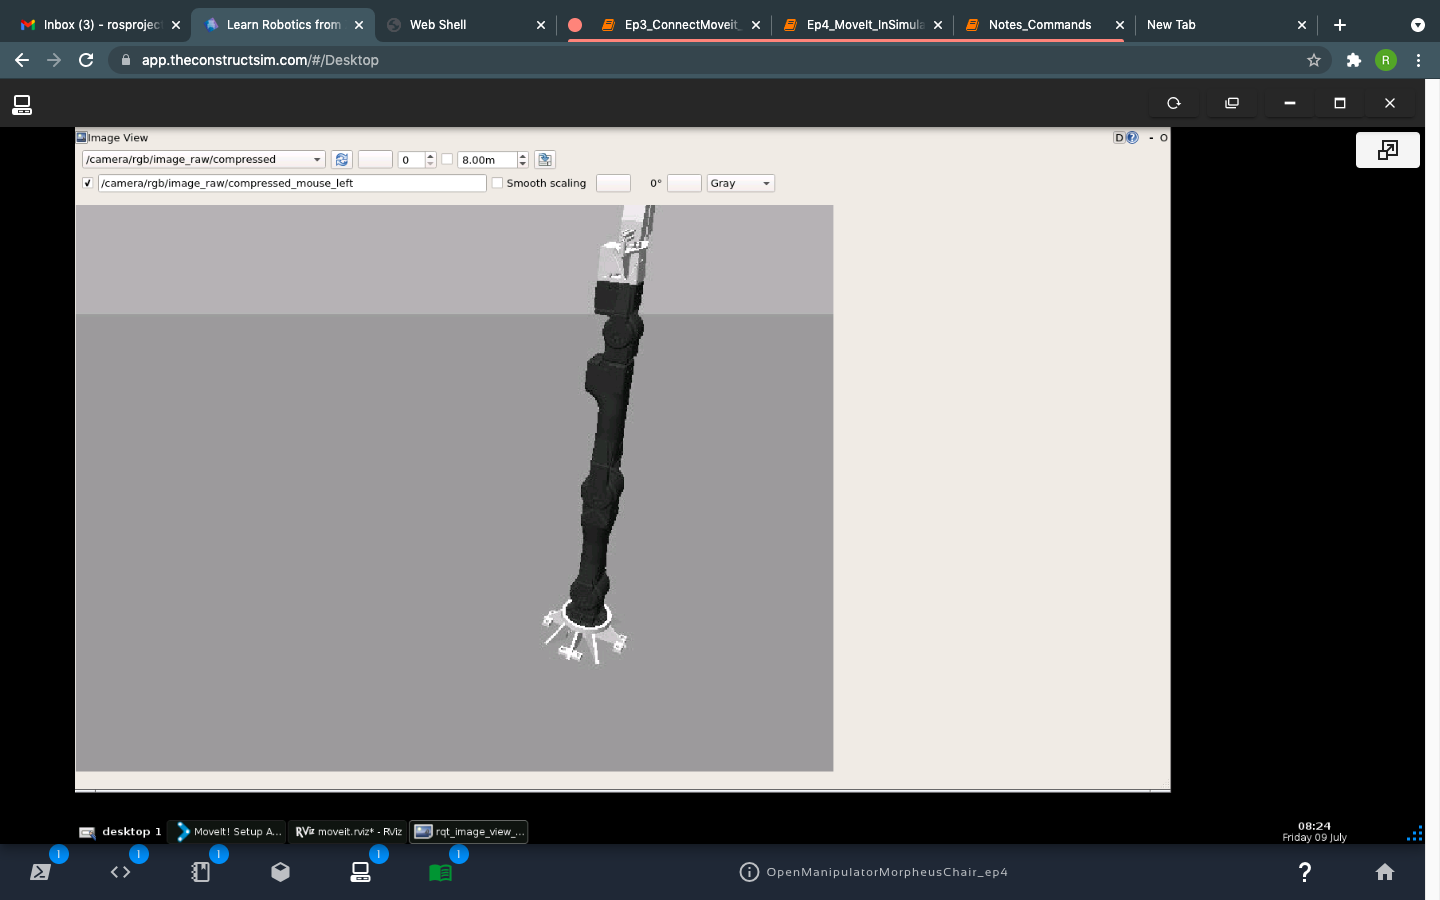 Inbox (3) - rosprojec
Learn Robotics from
Web Shell
Ep3_ConnectMoveit_
Ep4_MoveIt_InSimula
Notes_Commands
New Tab
app.theconstructsim.com/#/Desktop
R
Image View
D
- O
/camera/rgb/image_raw/compressed
0
8.00m
/camera/rgb/image_raw/compressed_mouse_left
Smooth scaling
0°
Gray
desktop 1
MoveIt! Setup A...
RViz moveit.rviz* - RViz
rqt_image_view_...
08:24
Friday 09 July
1
1
1
1
1
OpenManipulatorMorpheusChair_ep4
?